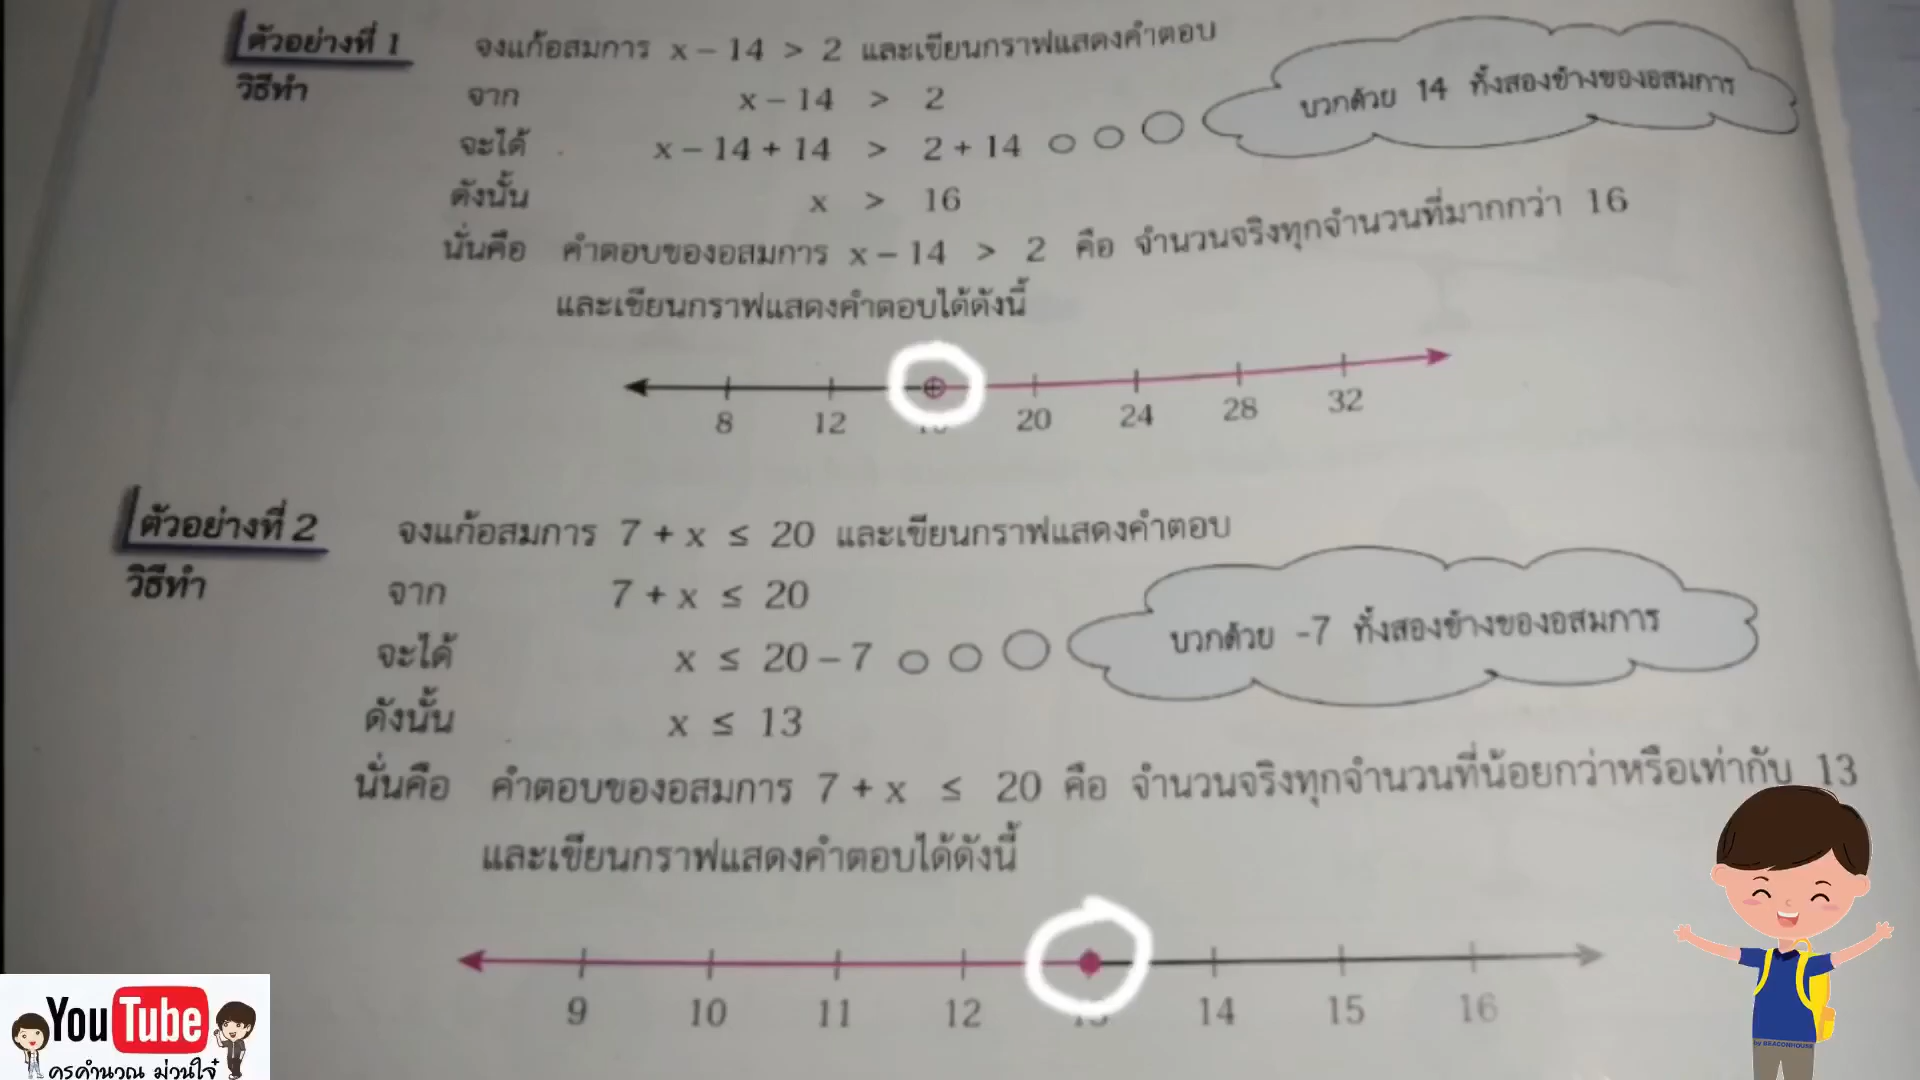 ตัวอย่างที่ 1 จงแก้อสมการ x – 14 > 2 และเขียนกราฟแสดงคำตอบ
วิธีทำ จาก x – 14 > 2
บวกด้วย 14 ทั้งสองข้างของอสมการ
จะได้ x – 14 + 14 > 2 + 14
ดังนั้น x > 16
นั่นคือ คำตอบของอสมการ x – 14 > 2 คือ จำนวนจริงทุกจำนวนที่มากกว่า 16
และเขียนกราฟแสดงคำตอบได้ดังนี้
8 12 20 24 28 32
ตัวอย่างที่ 2 จงแก้อสมการ 7 + x ≤ 20 และเขียนกราฟแสดงคำตอบ
วิธีทำ จาก 7 + x ≤ 20
บวกด้วย -7 ทั้งสองข้างของอสมการ
จะได้ x ≤ 20 – 7
ดังนั้น x ≤ 13
นั่นคือ คำตอบของอสมการ 7 + x ≤ 20 คือ จำนวนจริงทุกจำนวนที่น้อยกว่าหรือเท่ากับ 13
และเขียนกราฟแสดงคำตอบได้ดังนี้
9 10 11 12 13 14 15 16
YouTube
ครูคำนวณ ม่วนใจ๋
by BEACONHOUSE